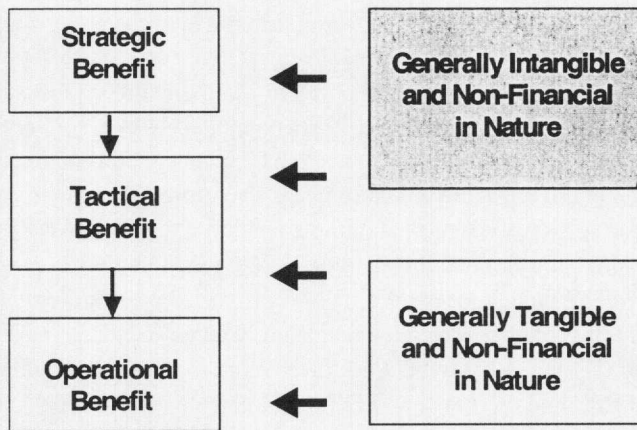 Strategic
Benefit
Generally Intangible
and Non-Financial
in Nature
Tactical
Benefit
Generally Tangible
and Non-Financial
in Nature
Operational
Benefit